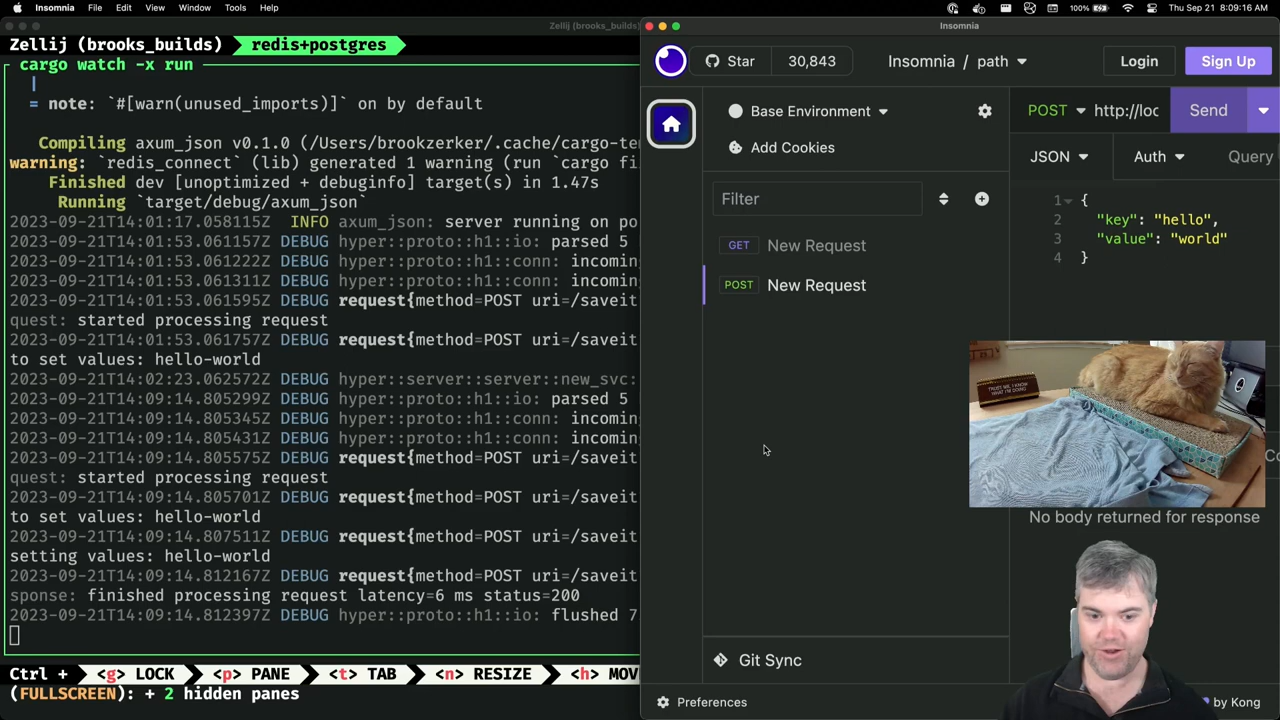 Insomnia File Edit View Window Tools Help
100% Thu Sep 21 8:09:16 AM
Zellij (brooks_builds)
Insomnia
Zellij (brooks_builds) redis+postgres
cargo watch -x run
|
= note: `#[warn(unused_imports)]` on by default
Compiling axum_json v0.1.0 (/Users/brookzerker/.cache/cargo-te
warning: `redis_connect` (lib) generated 1 warning (run `cargo fi
Finished dev [unoptimized + debuginfo] target(s) in 1.47s
Running `target/debug/axum_json`
2023-09-21T14:01:17.058115Z INFO axum_json: server running on po
2023-09-21T14:01:53.061157Z DEBUG hyper::proto::h1::io: parsed 5
2023-09-21T14:01:53.061222Z DEBUG hyper::proto::h1::conn: incomin
2023-09-21T14:01:53.061311Z DEBUG hyper::proto::h1::conn: incomin
2023-09-21T14:01:53.061595Z DEBUG request{method=POST uri=/saveit
quest: started processing request
2023-09-21T14:01:53.061757Z DEBUG request{method=POST uri=/saveit
to set values: hello-world
2023-09-21T14:02:23.062572Z DEBUG hyper::server::server::new_svc:
2023-09-21T14:09:14.805299Z DEBUG hyper::proto::h1::io: parsed 5
2023-09-21T14:09:14.805345Z DEBUG hyper::proto::h1::conn: incomin
2023-09-21T14:09:14.805431Z DEBUG hyper::proto::h1::conn: incomin
2023-09-21T14:09:14.805575Z DEBUG request{method=POST uri=/saveit
quest: started processing request
2023-09-21T14:09:14.805701Z DEBUG request{method=POST uri=/saveit
to set values: hello-world
2023-09-21T14:09:14.807511Z DEBUG request{method=POST uri=/saveit
setting values: hello-world
2023-09-21T14:09:14.812167Z DEBUG request{method=POST uri=/saveit
sponse: finished processing request latency=6 ms status=200
2023-09-21T14:09:14.812397Z DEBUG hyper::proto::h1::io: flushed 7
Ctrl + <g> LOCK <p> PANE <t> TAB <n> RESIZE <h> MOV
(FULLSCREEN): + 2 hidden panes
Star 30,843
Insomnia / path
Login
Sign Up
Base Environment
Add Cookies
Filter
GET New Request
POST New Request
Git Sync
Preferences
POST http://loc Send
JSON Auth Query
1 {
2 "key": "hello",
3 "value": "world"
4 }
TRUST ME, I KNOW
WHAT I'M DOING
No body returned for response
by Kong